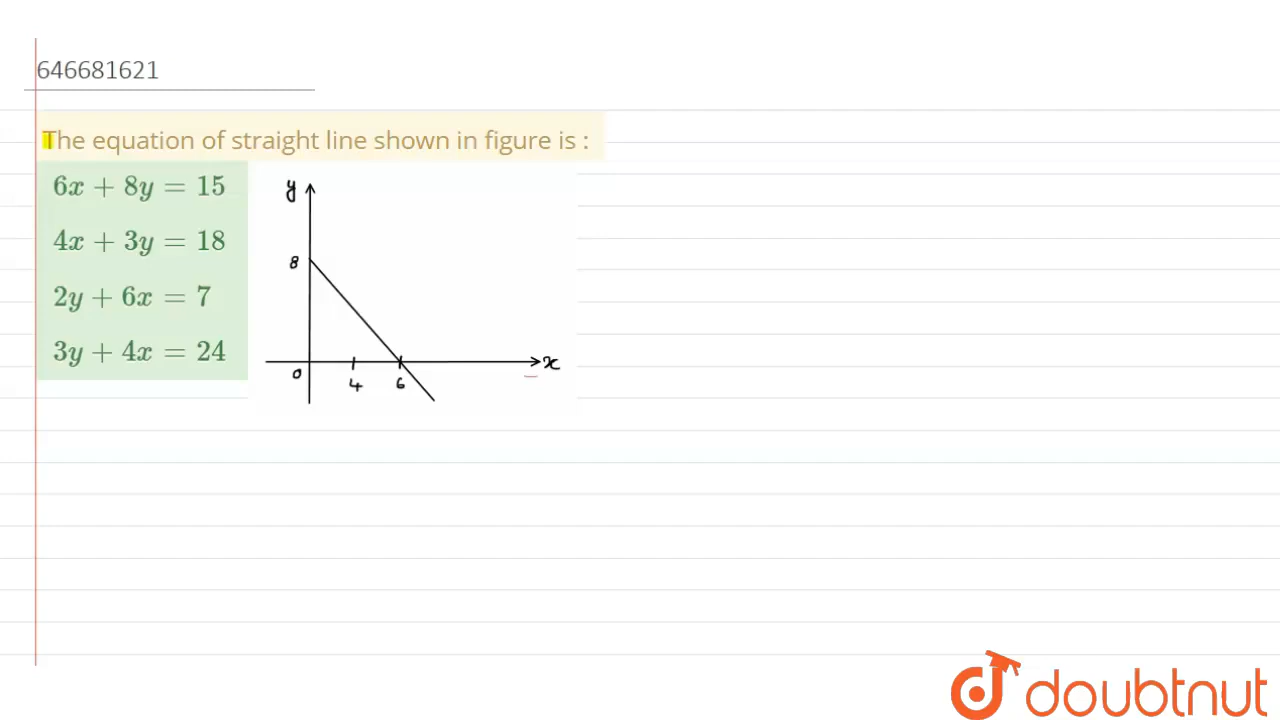 646681621
The equation of straight line shown in figure is :
6x + 8y = 15
4x + 3y = 18
2y + 6x = 7
3y + 4x = 24
y
8
x
0
4 6
doubtnut